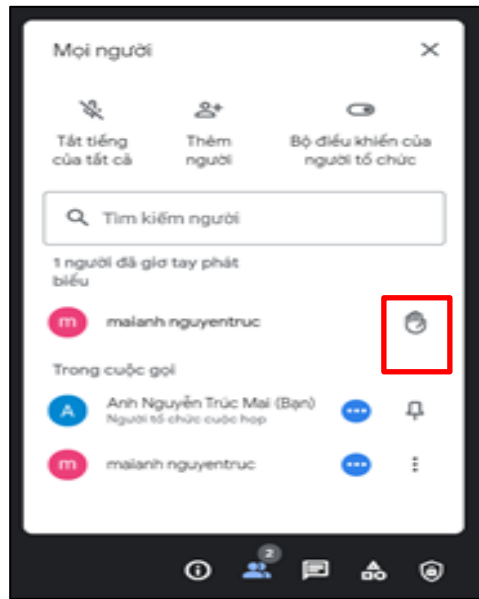 Mọi người
Tắt tiếng
của tất cả
Thêm
người
Bộ điều khiển của
người tổ chức
Tìm kiếm người
1 người đã giơ tay phát
biểu
m
maianh nguyentruc
Trong cuộc gọi
A
Anh Nguyễn Trúc Mai (Bạn)
Người tổ chức cuộc họp
m
maianh nguyentruc
2